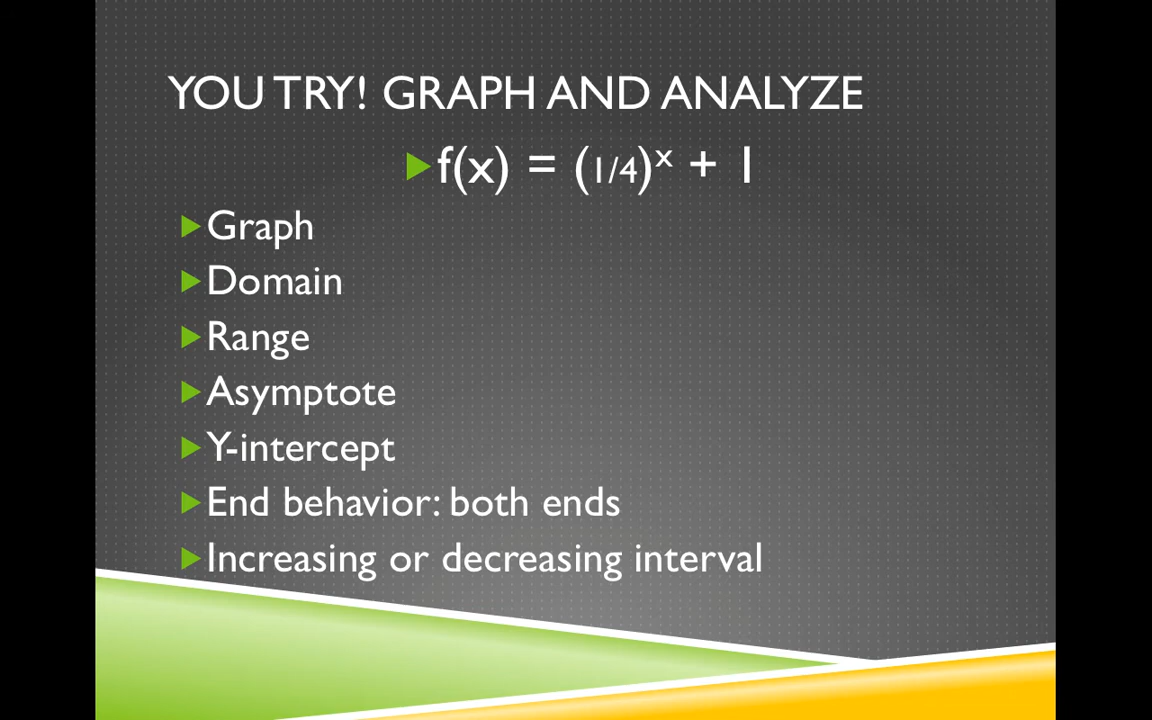 YOU TRY! GRAPH AND ANALYZE
f(x) = (1/4)ˣ + 1
Graph
Domain
Range
Asymptote
Y-intercept
End behavior: both ends
Increasing or decreasing interval